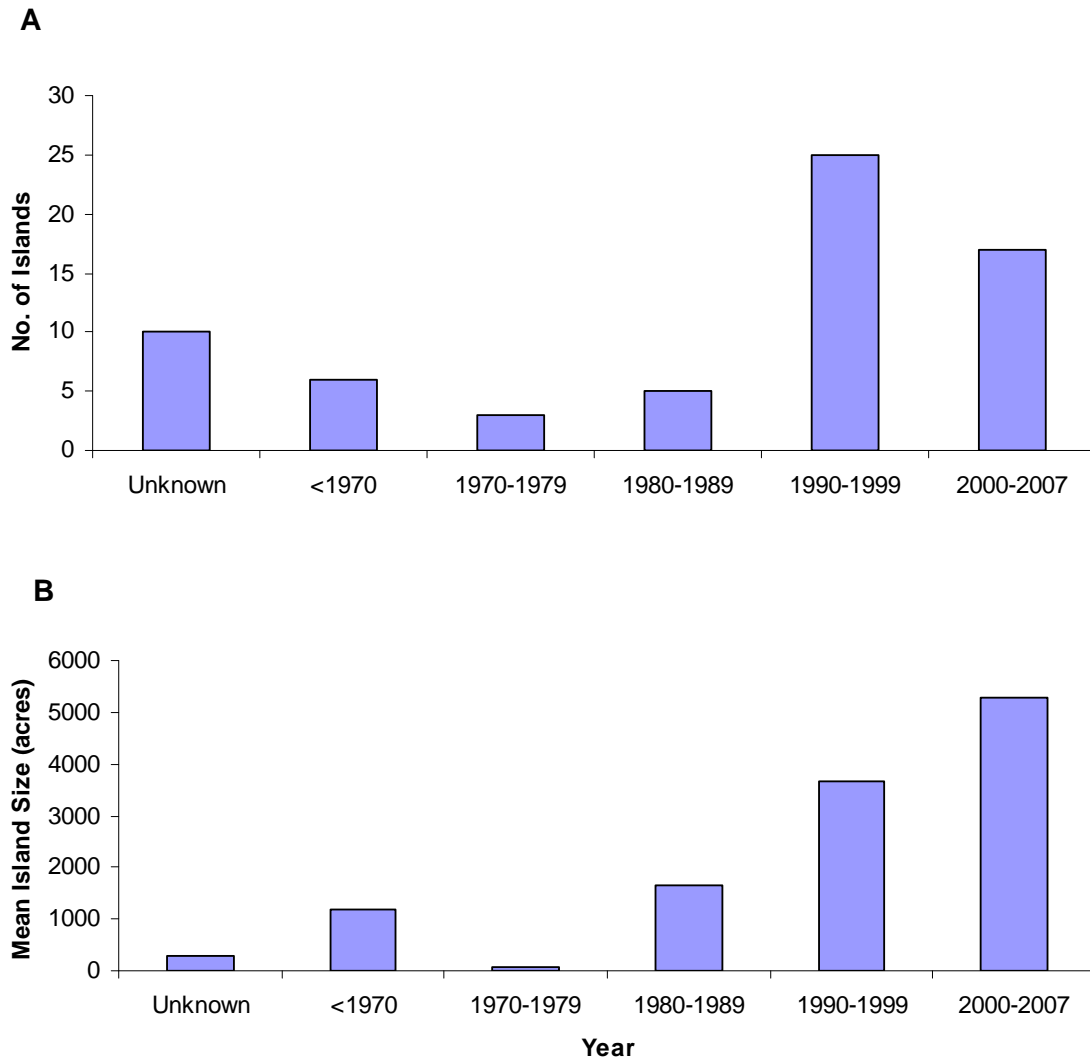 A
No. of Islands
30
25
20
15
10
5
0
Unknown <1970 1970-1979 1980-1989 1990-1999 2000-2007
B
Mean Island Size (acres)
6000
5000
4000
3000
2000
1000
0
Unknown <1970 1970-1979 1980-1989 1990-1999 2000-2007
Year